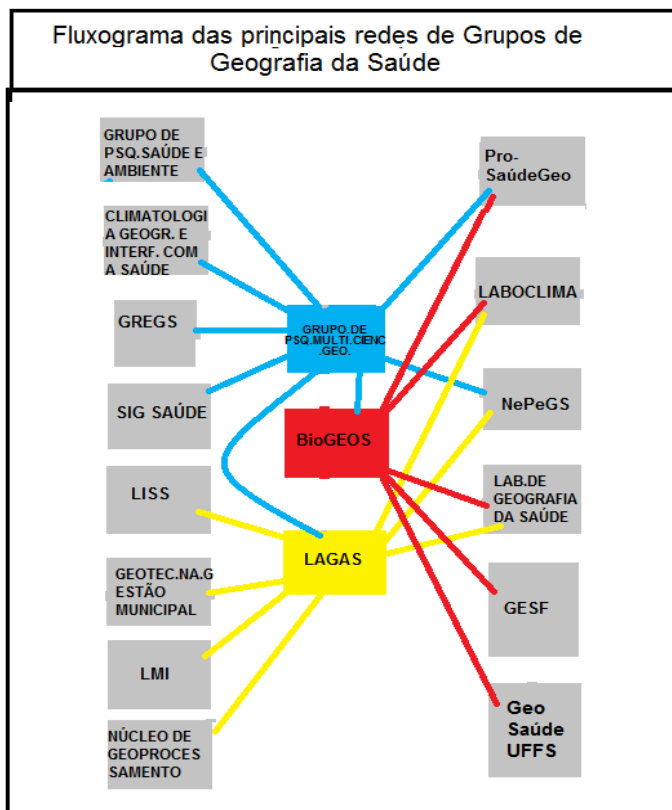 Fluxograma das principais redes de Grupos de
Geografia da Saúde
GRUPO DE
PSQ.SAÚDE E
AMBIENTE
CLIMATOLOGI
A GEOGR. E
INTERF. COM
A SAÚDE
GREGS
SIG SAÚDE
LISS
GEOTEC.NA.G
ESTÃO
MUNICIPAL
LMI
NÚCLEO DE
GEOPROCES
SAMENTO
GRUPO.DE
PSQ.MULTI.CIENC
.GEO.
BioGEOS
LAGAS
Pro-
SaúdeGeo
LABOCLIMA
NePeGS
LAB.DE
GEOGRAFIA
DA SAÚDE
GESF
Geo
Saúde
UFFS